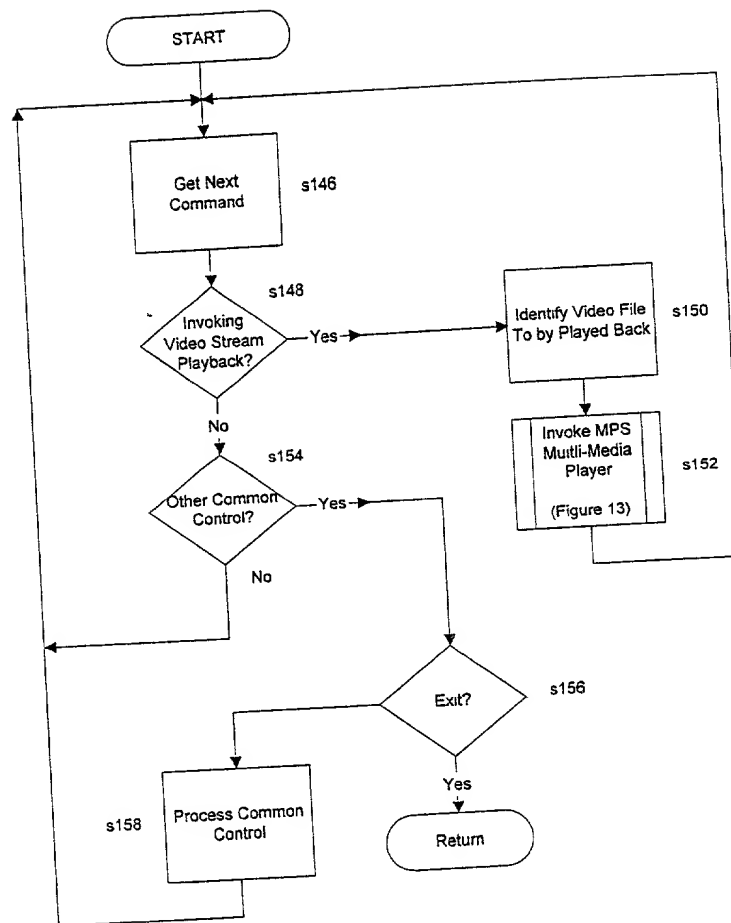 START
Get Next
Command
s146
s148
Invoking
Video Stream
Playback?
Yes
Identify Video File
To by Played Back
s150
No
Invoke MPS
Muitli-Media
Player
(Figure 13)
s152
s154
Other Common
Control?
Yes
No
Exit?
s156
Yes
s158
Process Common
Control
Return